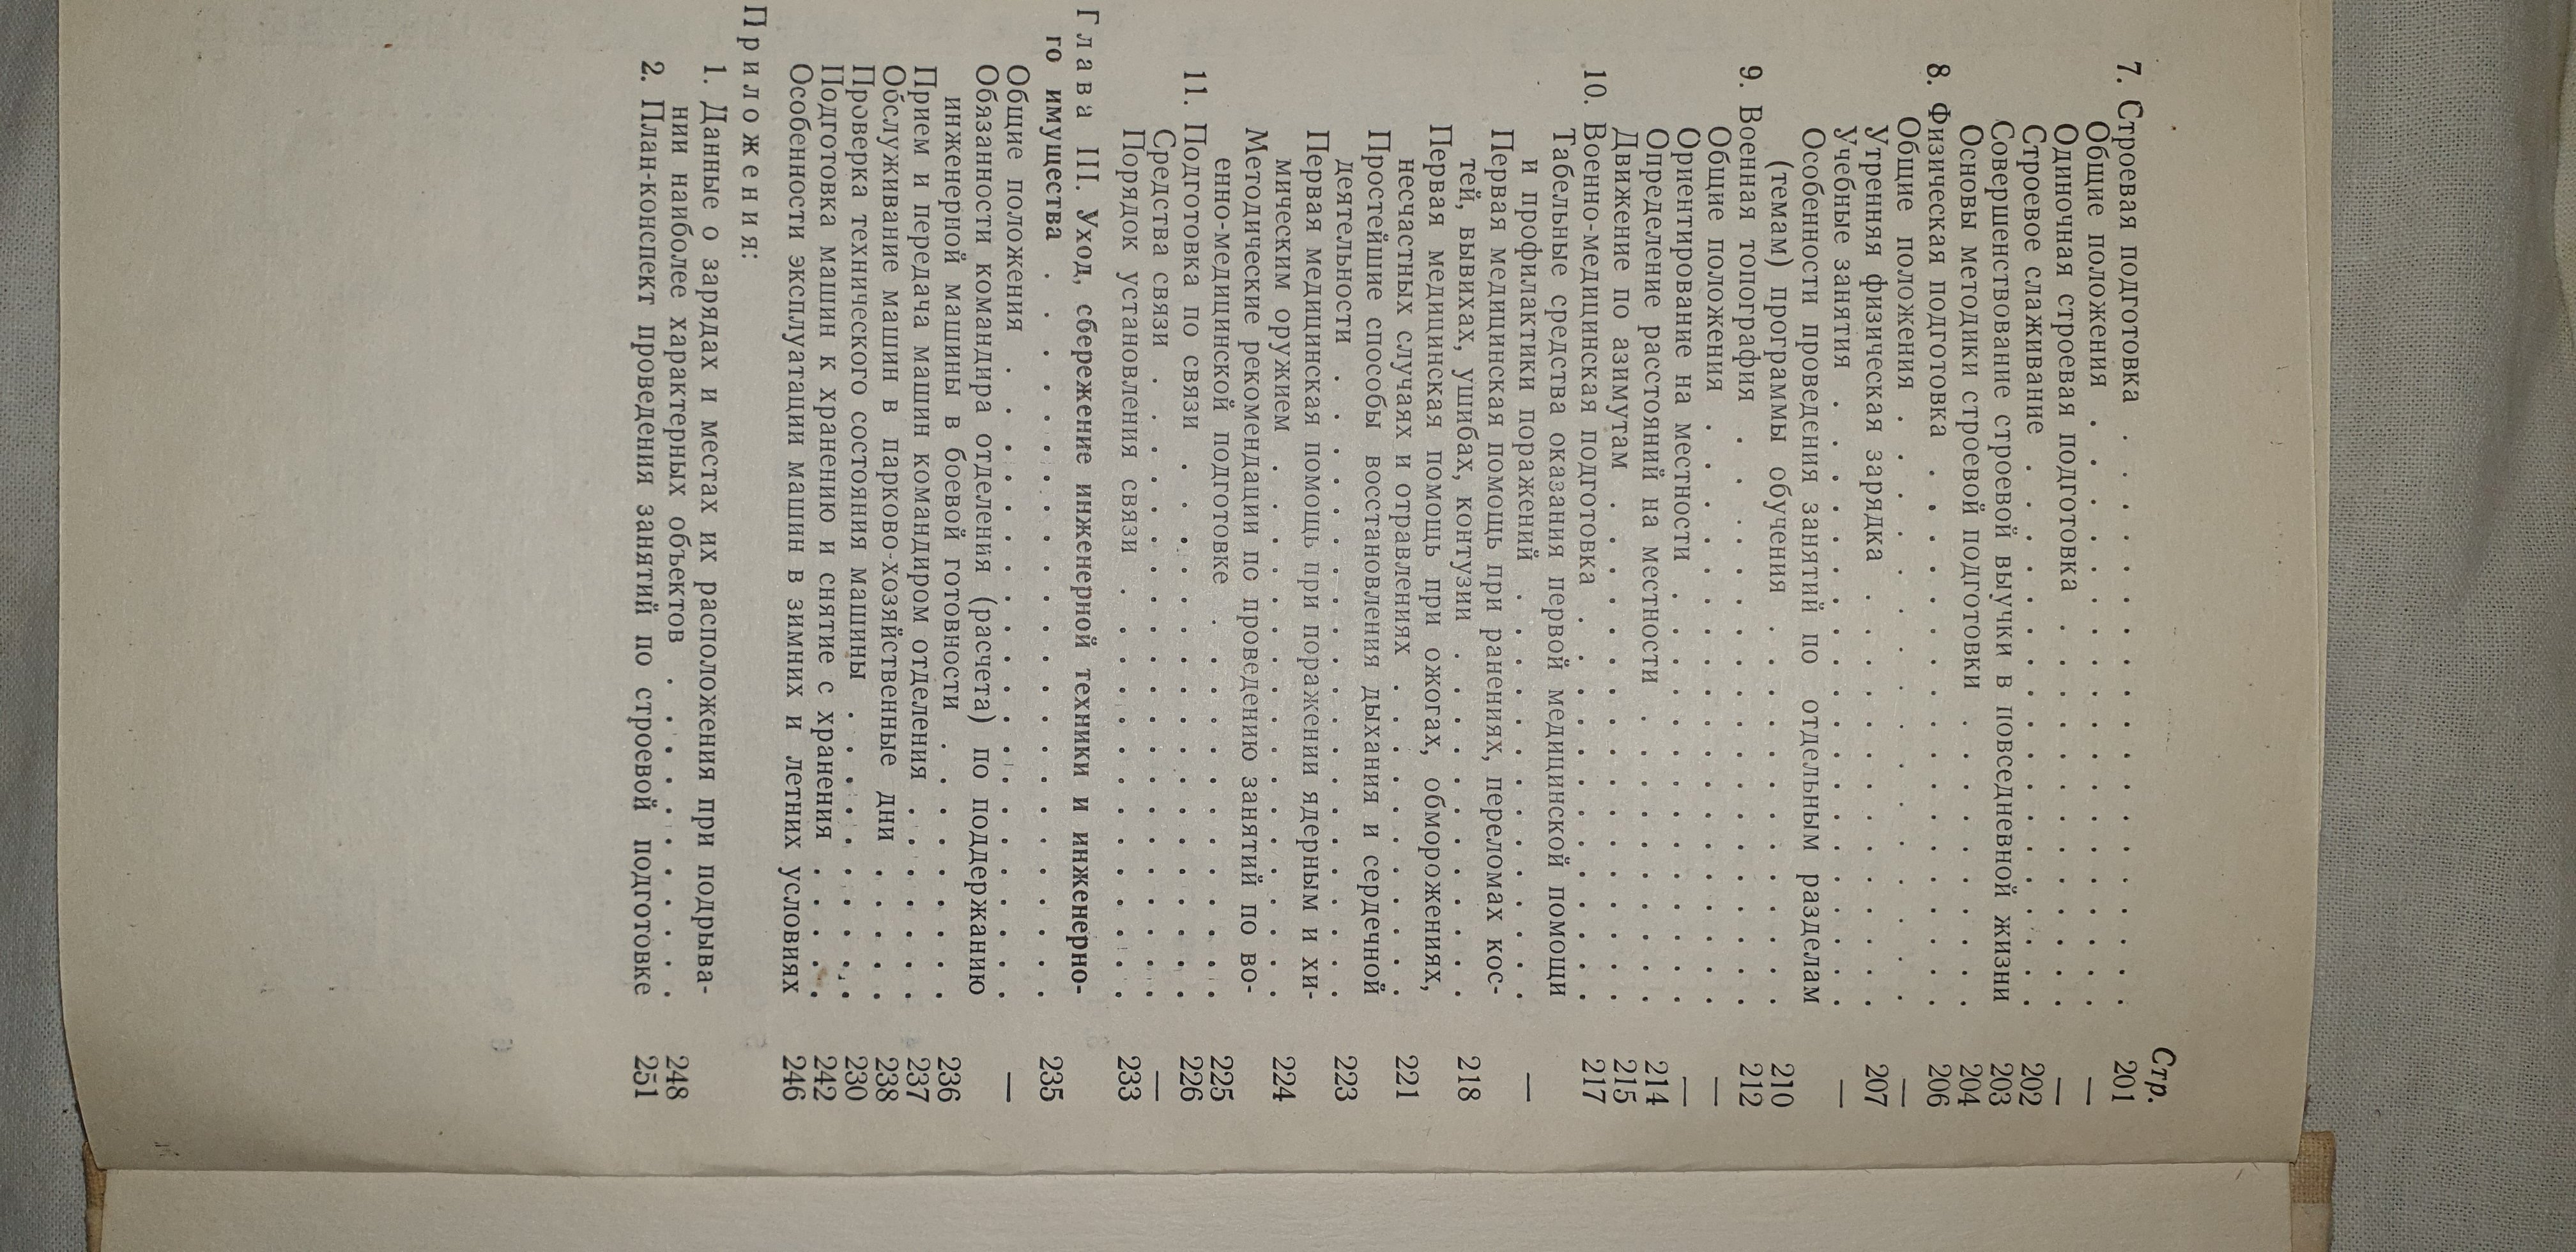 Стр.
7. Строевая подготовка . . . . . . . . . . . . . . . . 201
Общие положения . . . . . . . . . . . . . . . . —
Одиночная строевая подготовка . . . . . . . . . . —
Строевое слаживание . . . . . . . . . . . . . . 202
Совершенствование строевой выучки в повседневной жизни 203
Основы методики строевой подготовки . . . . . . . 204
8. Физическая подготовка . . . . . . . . . . . . . . 206
Общие положения . . . . . . . . . . . . . . . . —
Утренняя физическая зарядка . . . . . . . . . . . 207
Учебные занятия . . . . . . . . . . . . . . . . —
Особенности проведения занятий по отдельным разделам
(темам) программы обучения . . . . . . . . . . 210
9. Военная топография . . . . . . . . . . . . . . . 212
Общие положения . . . . . . . . . . . . . . . . —
Ориентирование на местности . . . . . . . . . . . —
Определение расстояний на местности . . . . . . . 214
Движение по азимутам . . . . . . . . . . . . . . 215
10. Военно-медицинская подготовка . . . . . . . . . . 217
Табельные средства оказания первой медицинской помощи
и профилактики поражений . . . . . . . . . . . —
Первая медицинская помощь при ранениях, переломах кос-
тей, вывихах, ушибах, контузии . . . . . . . . . 218
Первая медицинская помощь при ожогах, обморожениях,
несчастных случаях и отравлениях . . . . . . . . 221
Простейшие способы восстановления дыхания и сердечной
деятельности . . . . . . . . . . . . . . . . 223
Первая медицинская помощь при поражении ядерным и хи-
мическим оружием . . . . . . . . . . . . . . 224
Методические рекомендации по проведению занятий по во-
енно-медицинской подготовке . . . . . . . . . . 225
11. Подготовка по связи . . . . . . . . . . . . . . 226
Средства связи . . . . . . . . . . . . . . . . —
Порядок установления связи . . . . . . . . . . . 233
Глава III. Уход, сбережение инженерной техники и инженерно-
го имущества . . . . . . . . . . . . . . . . . . 235
Общие положения . . . . . . . . . . . . . . . . —
Обязанности командира отделения (расчета) по поддержанию
инженерной машины в боевой готовности . . . . . . 236
Прием и передача машин командиром отделения . . . . 237
Обслуживание машин в парково-хозяйственные дни . . . 238
Проверка технического состояния машины . . . . . . 230
Подготовка машин к хранению и снятие с хранения . . . 242
Особенности эксплуатации машин в зимних и летних условиях 246
Приложения:
1. Данные о зарядах и местах их расположения при подрыва-
нии наиболее характерных объектов . . . . . . . . 248
2. План-конспект проведения занятий по строевой подготовке 251